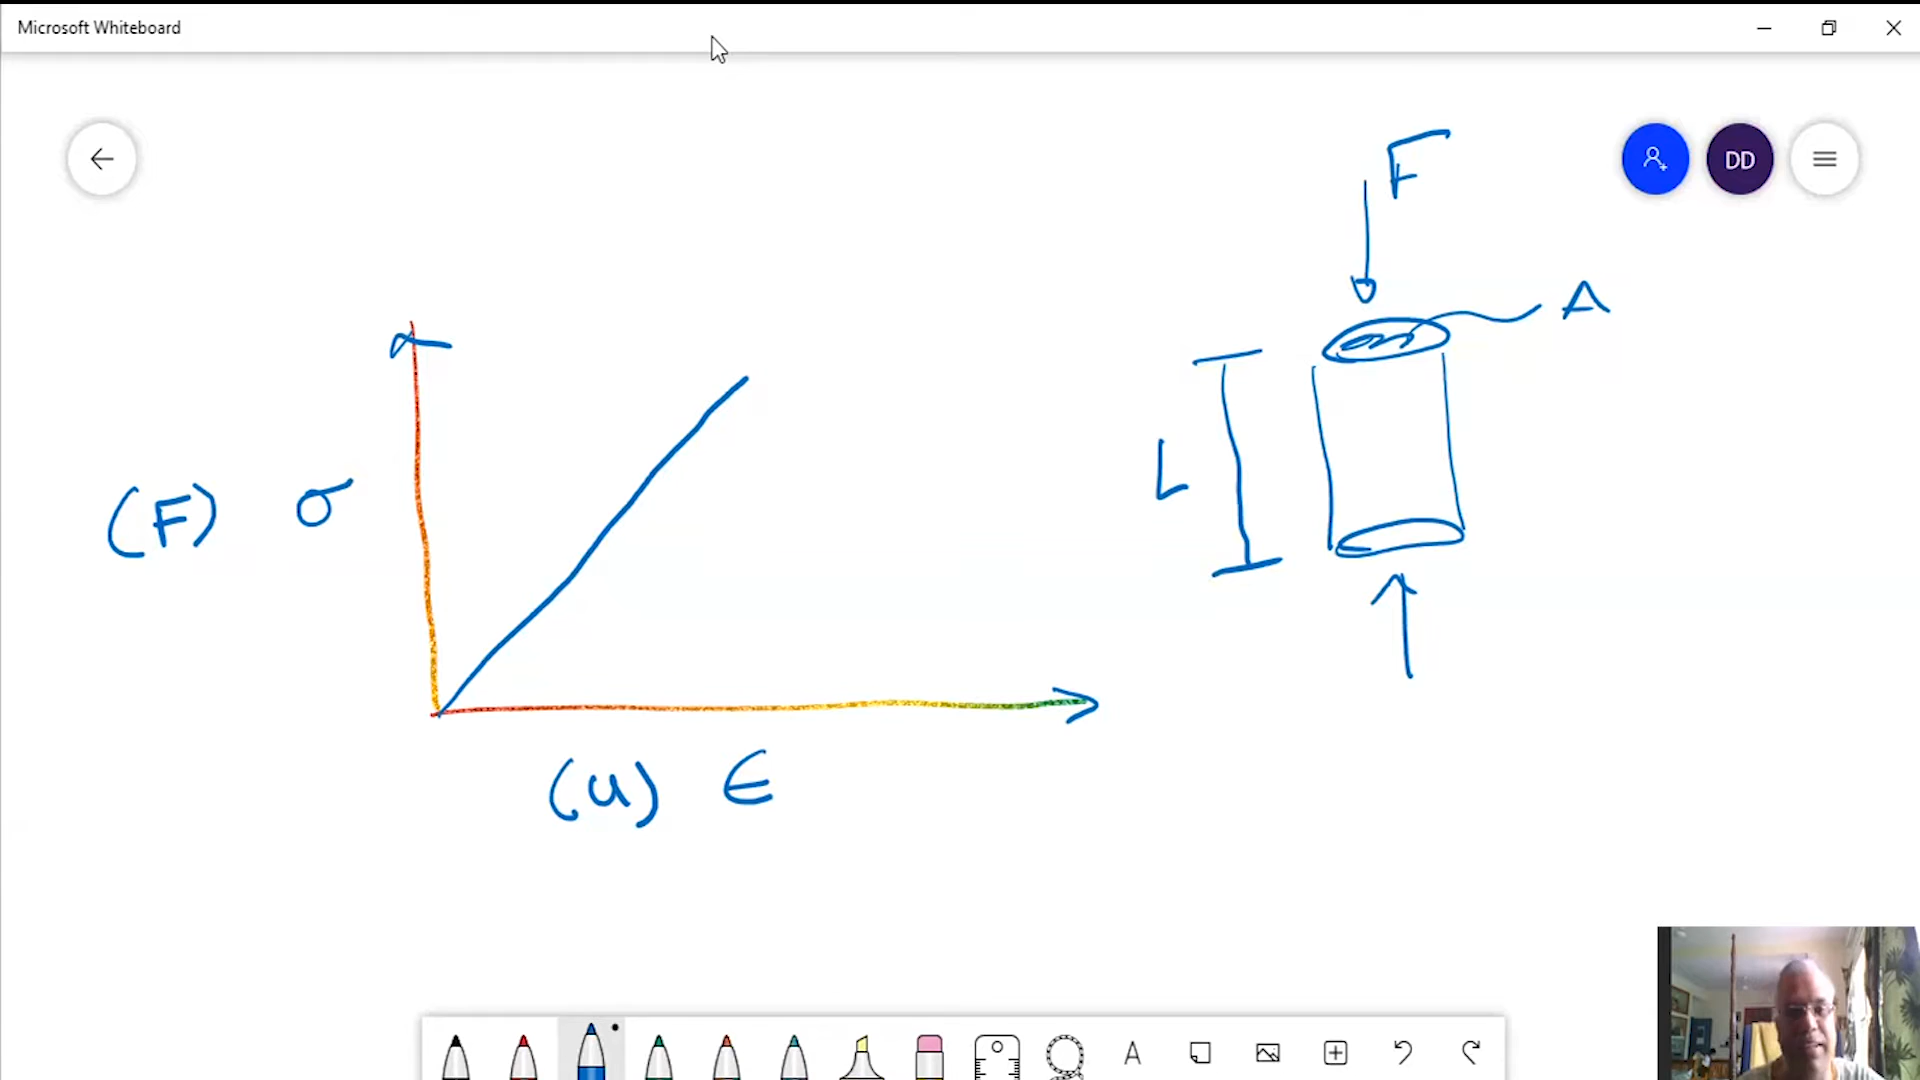 Microsoft Whiteboard
DD
F
A
L
(F) σ
(u) ϵ
A